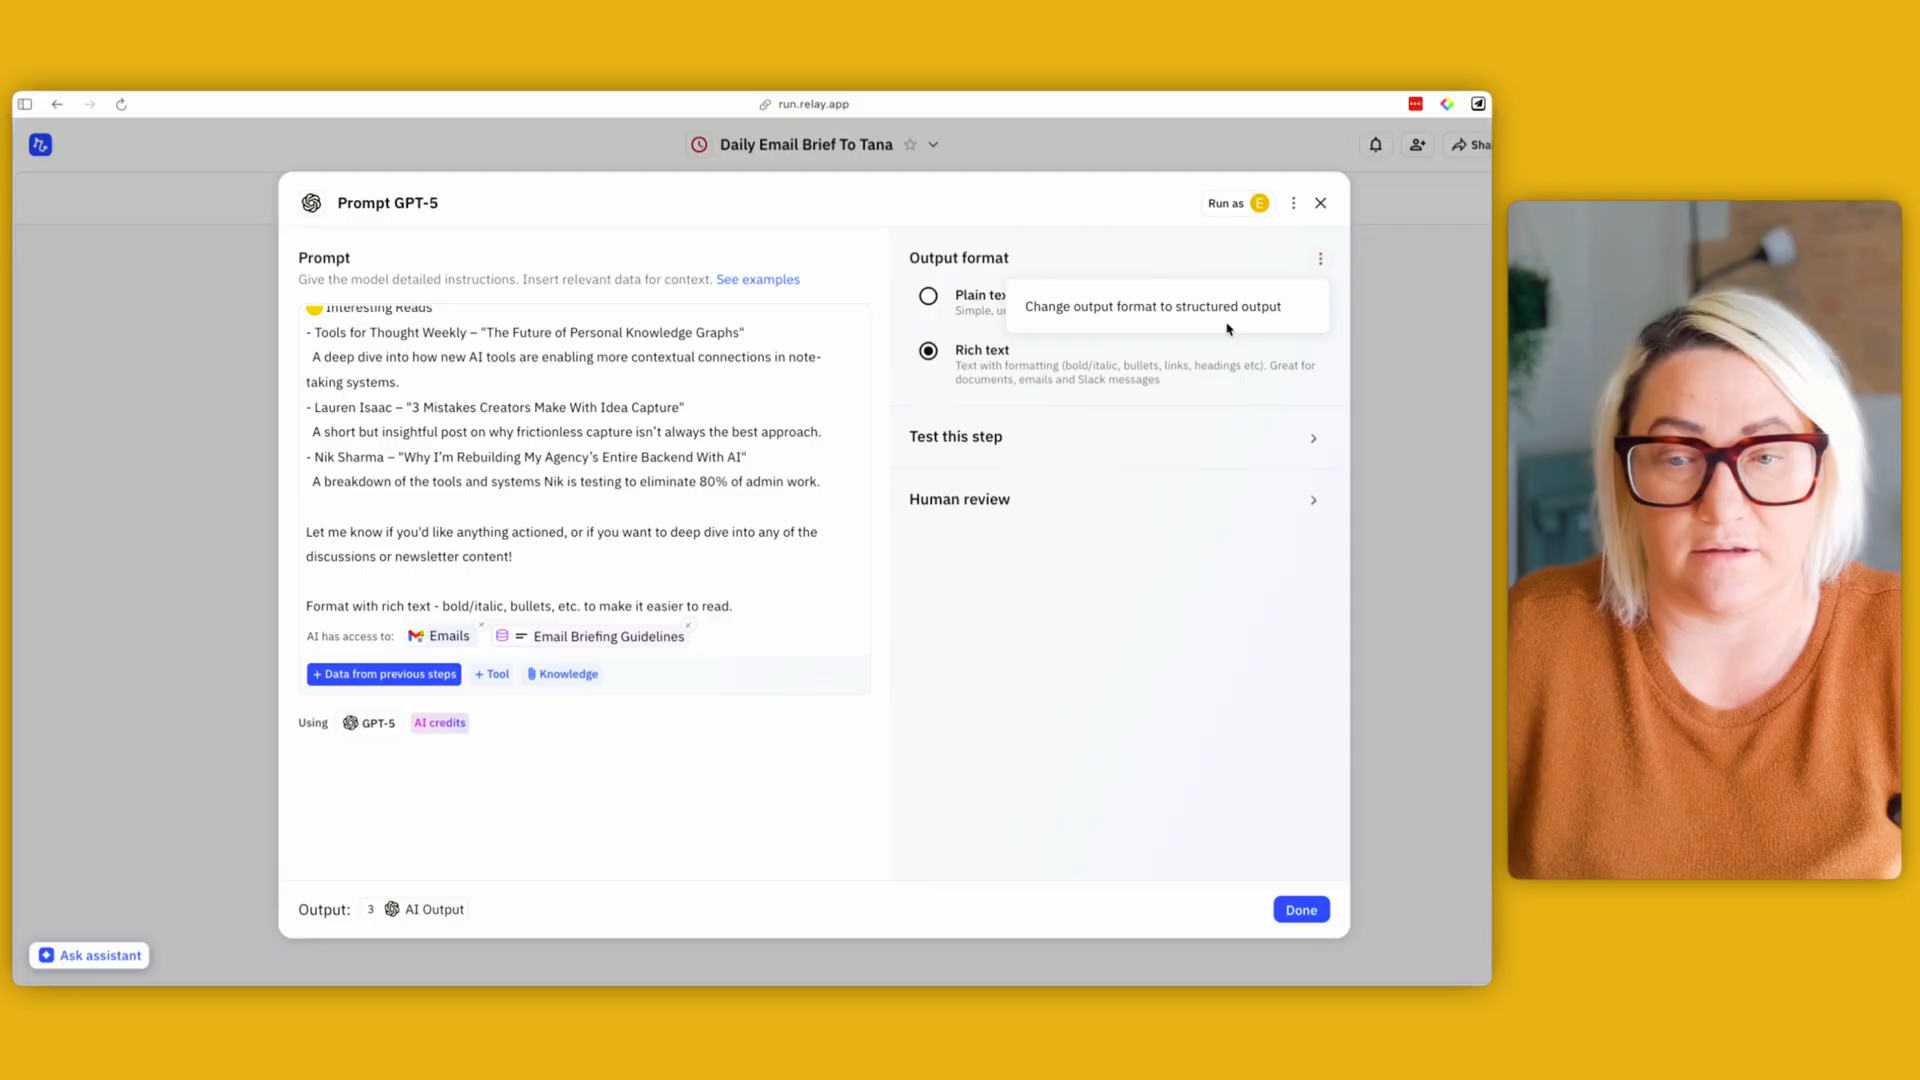 run.relay.app
Daily Email Brief To Tana
Sha
Prompt GPT-5
Run as E
Prompt
Give the model detailed instructions. Insert relevant data for context. See examples
Interesting Reads
- Tools for Thought Weekly – "The Future of Personal Knowledge Graphs"
A deep dive into how new AI tools are enabling more contextual connections in note-
taking systems.
- Lauren Isaac – "3 Mistakes Creators Make With Idea Capture"
A short but insightful post on why frictionless capture isn't always the best approach.
- Nik Sharma – "Why I'm Rebuilding My Agency's Entire Backend With AI"
A breakdown of the tools and systems Nik is testing to eliminate 80% of admin work.
Let me know if you'd like anything actioned, or if you want to deep dive into any of the
discussions or newsletter content!
Format with rich text - bold/italic, bullets, etc. to make it easier to read.
AI has access to: Emails Email Briefing Guidelines
+ Data from previous steps + Tool Knowledge
Using GPT-5 AI credits
Output format
Plain tex
Simple, u
Change output format to structured output
Rich text
Text with formatting (bold/italic, bullets, links, headings etc). Great for
documents, emails and Slack messages
Test this step
Human review
Output: 3 AI Output
Done
Ask assistant